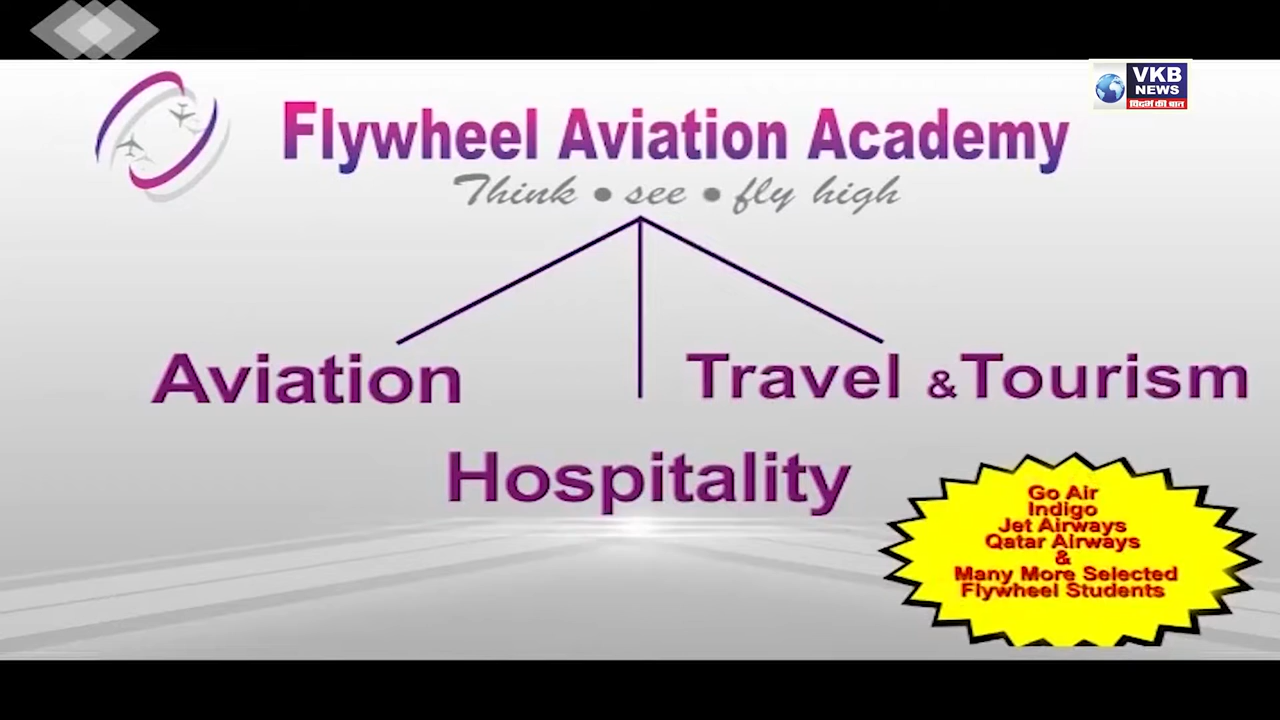 VKB
NEWS
विदर्भ की बात
Flywheel Aviation Academy
Think • see • fly high
Aviation
Travel & Tourism
Hospitality
Go Air
Indigo
Jet Airways
Qatar Airways
&
Many More Selected
Flywheel Students